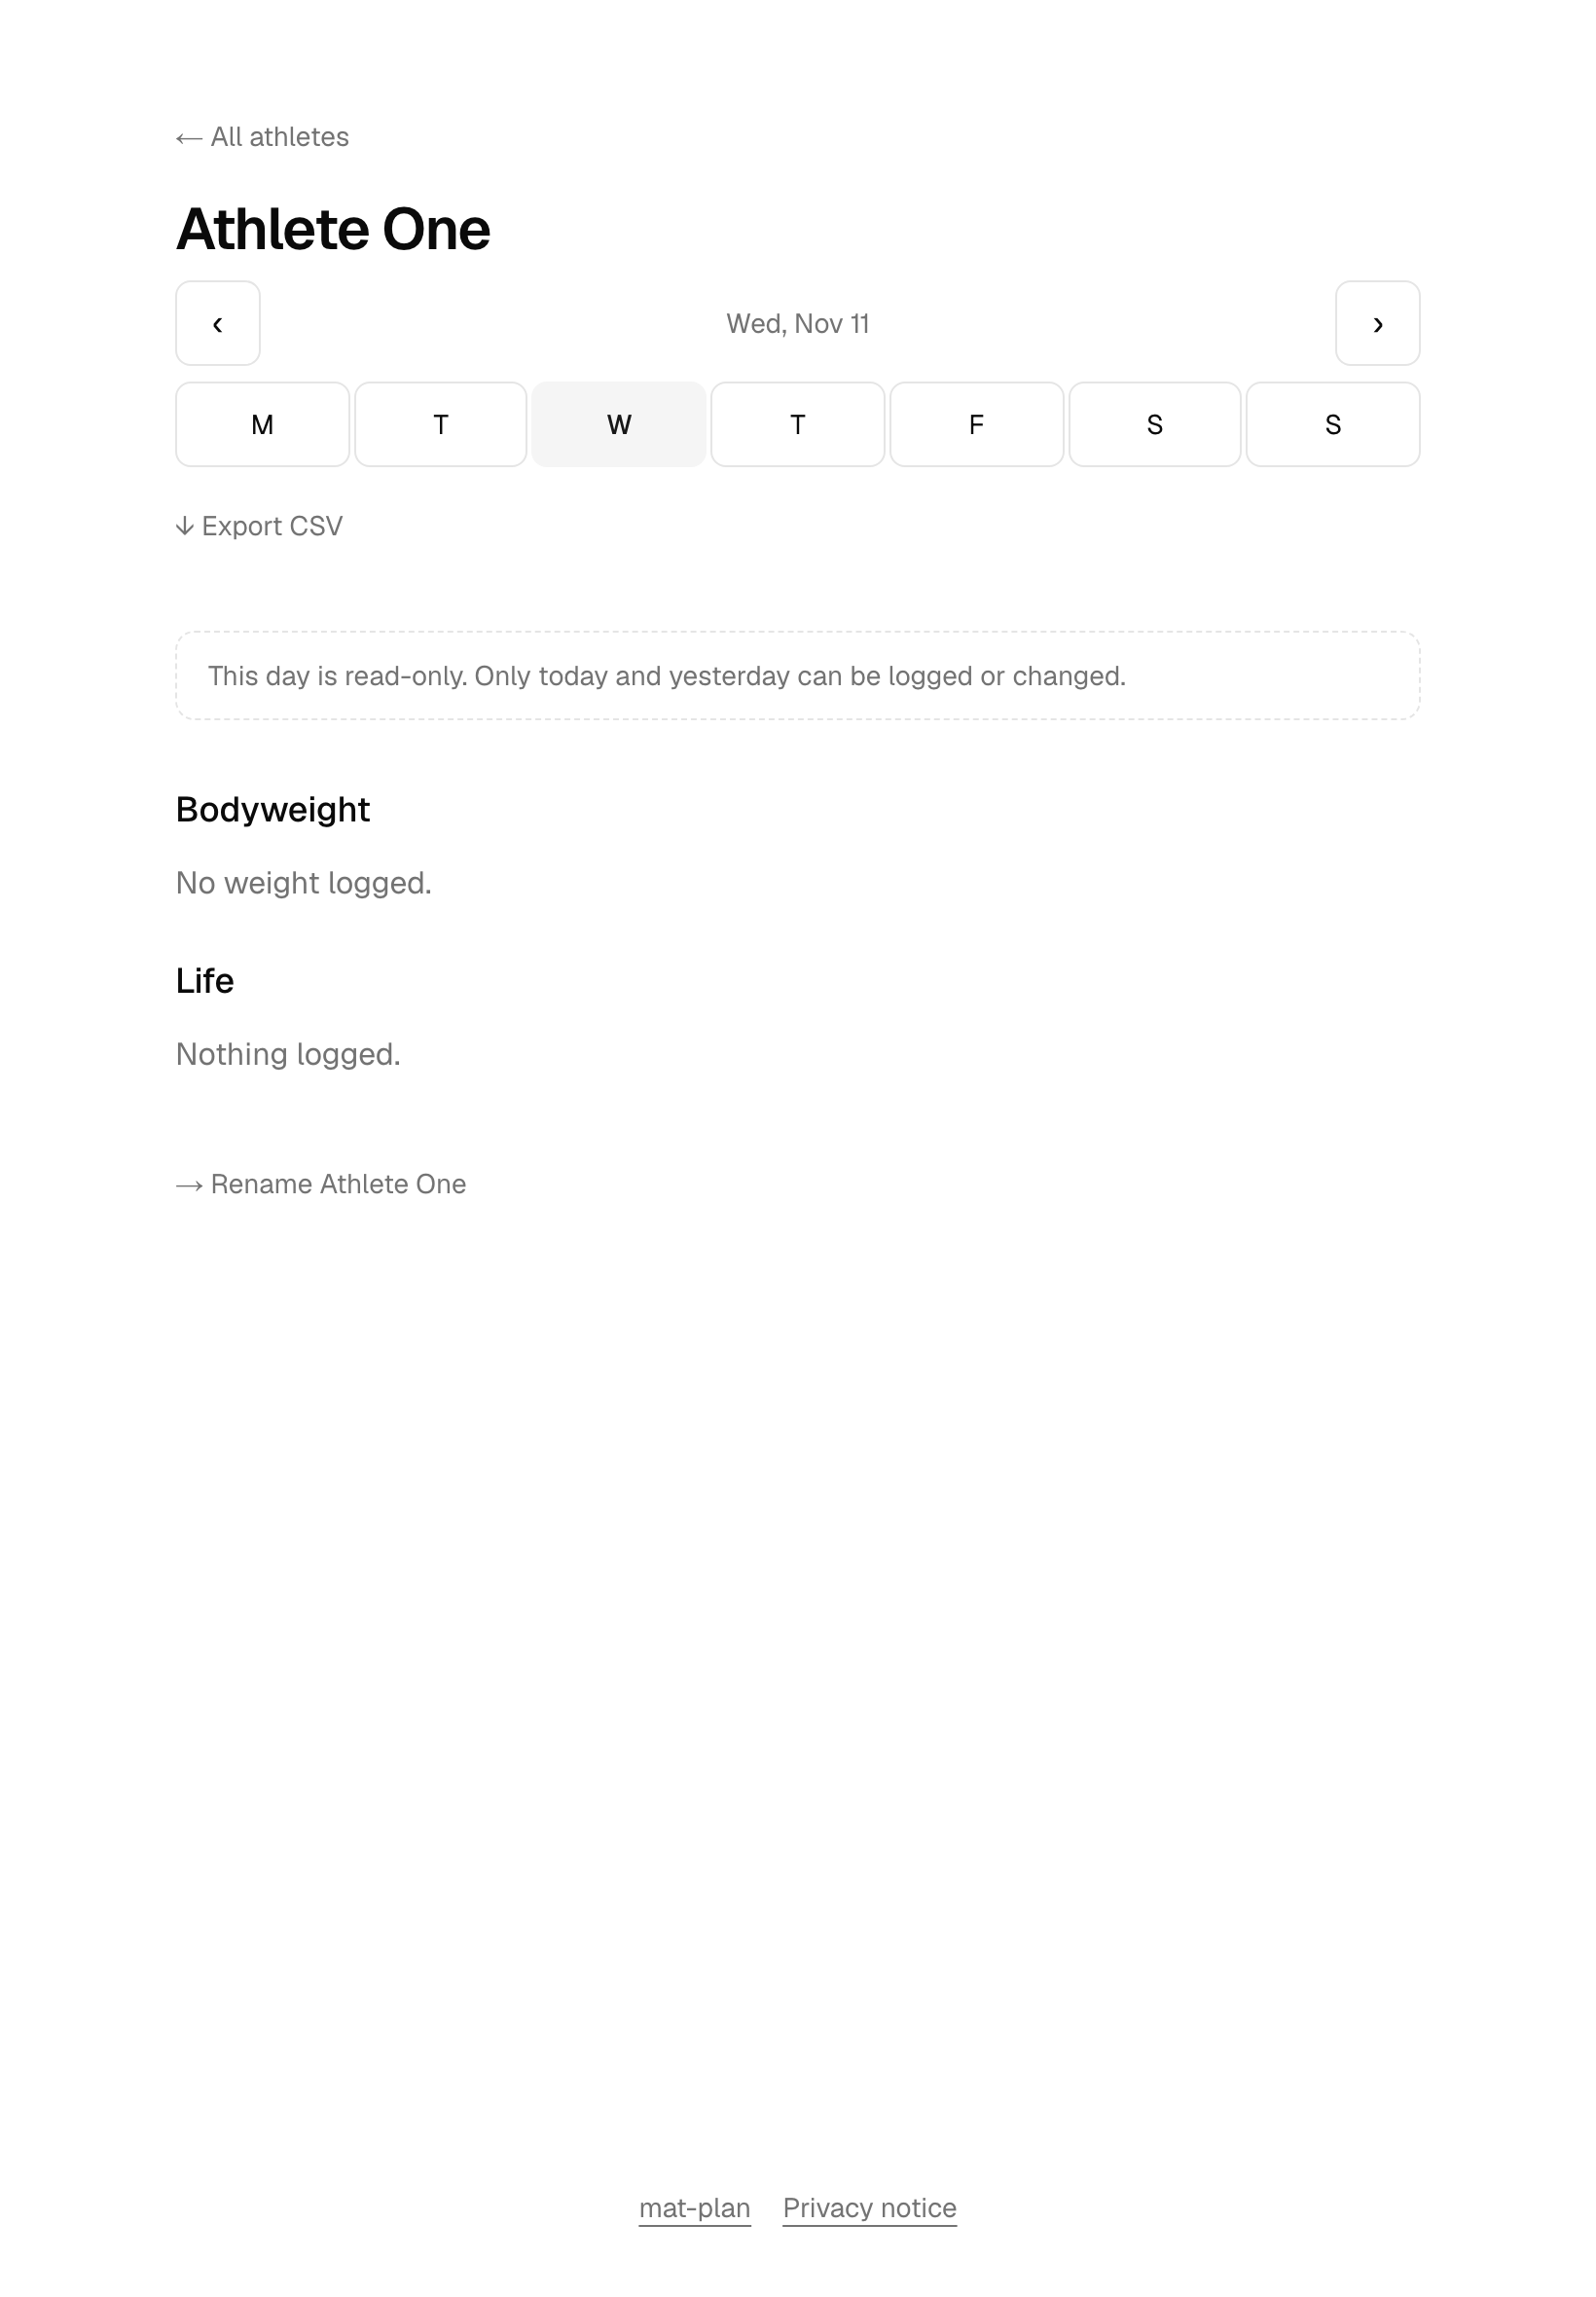 ← All athletes
Athlete One
‹ Wed, Nov 11 ›
M T W T F S S
↓ Export CSV
This day is read-only. Only today and yesterday can be logged or changed.
Bodyweight
No weight logged.
Life
Nothing logged.
→ Rename Athlete One
mat-plan Privacy notice